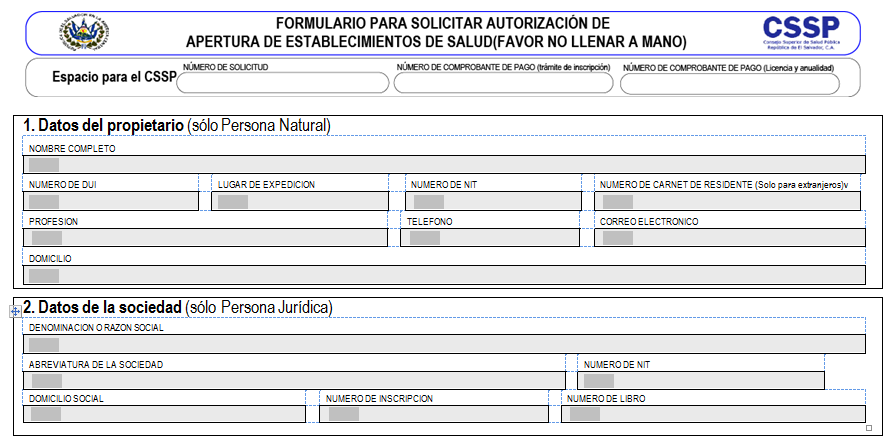 FORMULARIO PARA SOLICITAR AUTORIZACIÓN DE
APERTURA DE ESTABLECIMIENTOS DE SALUD(FAVOR NO LLENAR A MANO)
CSSP
Consejo Superior de Salud Pública
República de El Salvador, C.A.
Espacio para el CSSP
NÚMERO DE SOLICITUD
NÚMERO DE COMPROBANTE DE PAGO (trámite de inscripción)
NÚMERO DE COMPROBANTE DE PAGO (Licencia y anualidad)
1. Datos del propietario (sólo Persona Natural)
NOMBRE COMPLETO
NUMERO DE DUI
LUGAR DE EXPEDICION
NUMERO DE NIT
NUMERO DE CARNET DE RESIDENTE (Solo para extranjeros)v
PROFESION
TELEFONO
CORREO ELECTRONICO
DOMICILIO
2. Datos de la sociedad (sólo Persona Jurídica)
DENOMINACION O RAZON SOCIAL
ABREVIATURA DE LA SOCIEDAD
NUMERO DE NIT
DOMICILIO SOCIAL
NUMERO DE INSCRIPCION
NUMERO DE LIBRO